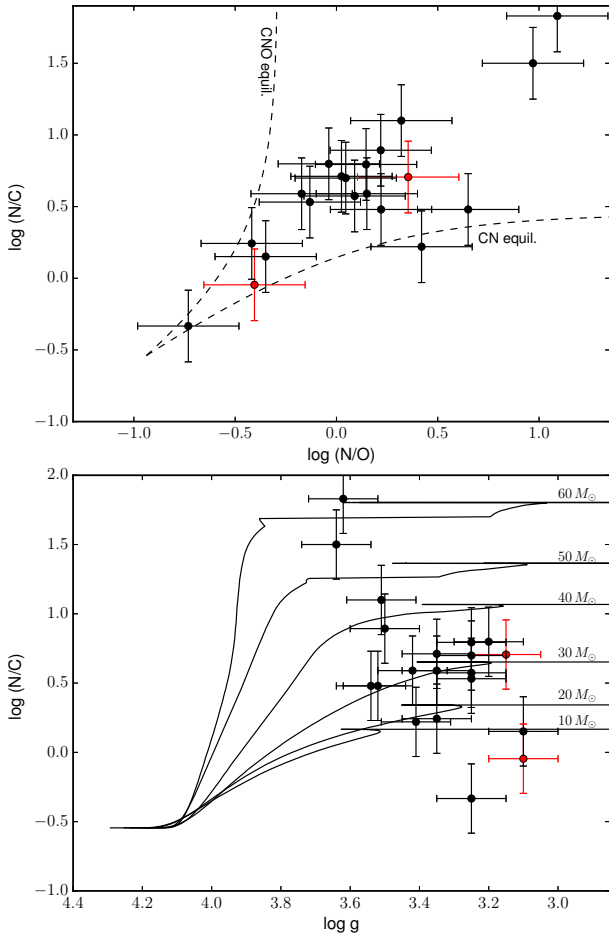 CNO equil.
CN equil.
log (N/C)
1.5
1.0
0.5
0.0
−0.5
−1.0
−1.0 −0.5 0.0 0.5 1.0
log (N/O)
60 M⊙
50 M⊙
40 M⊙
30 M⊙
20 M⊙
10 M⊙
log (N/C)
2.0
1.5
1.0
0.5
0.0
−0.5
−1.0
4.4 4.2 4.0 3.8 3.6 3.4 3.2 3.0
log g